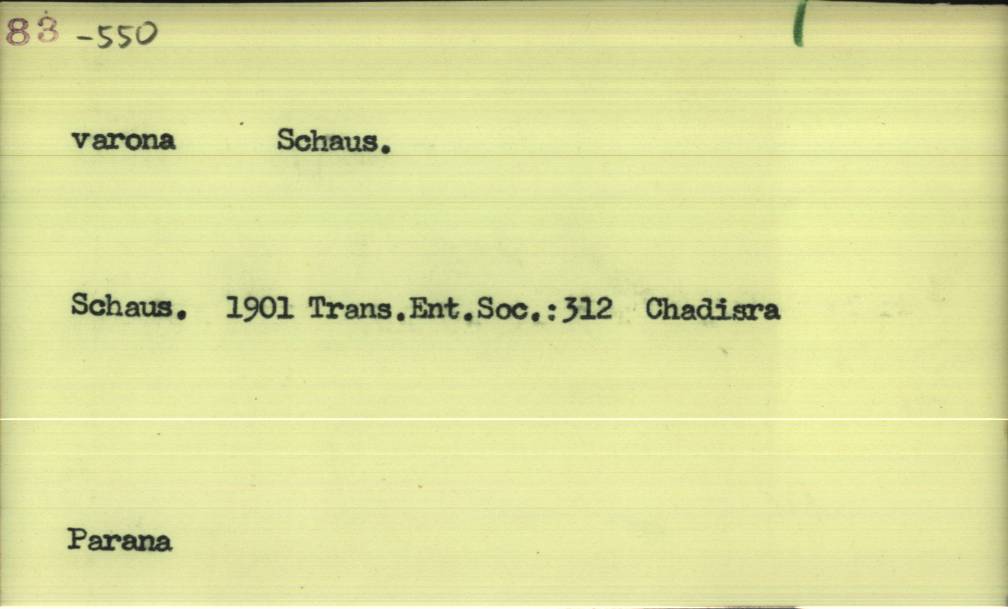 83 -550
varona Schaus.
Schaus. 1901 Trans.Ent.Soc.:312 Chadisra
Parana